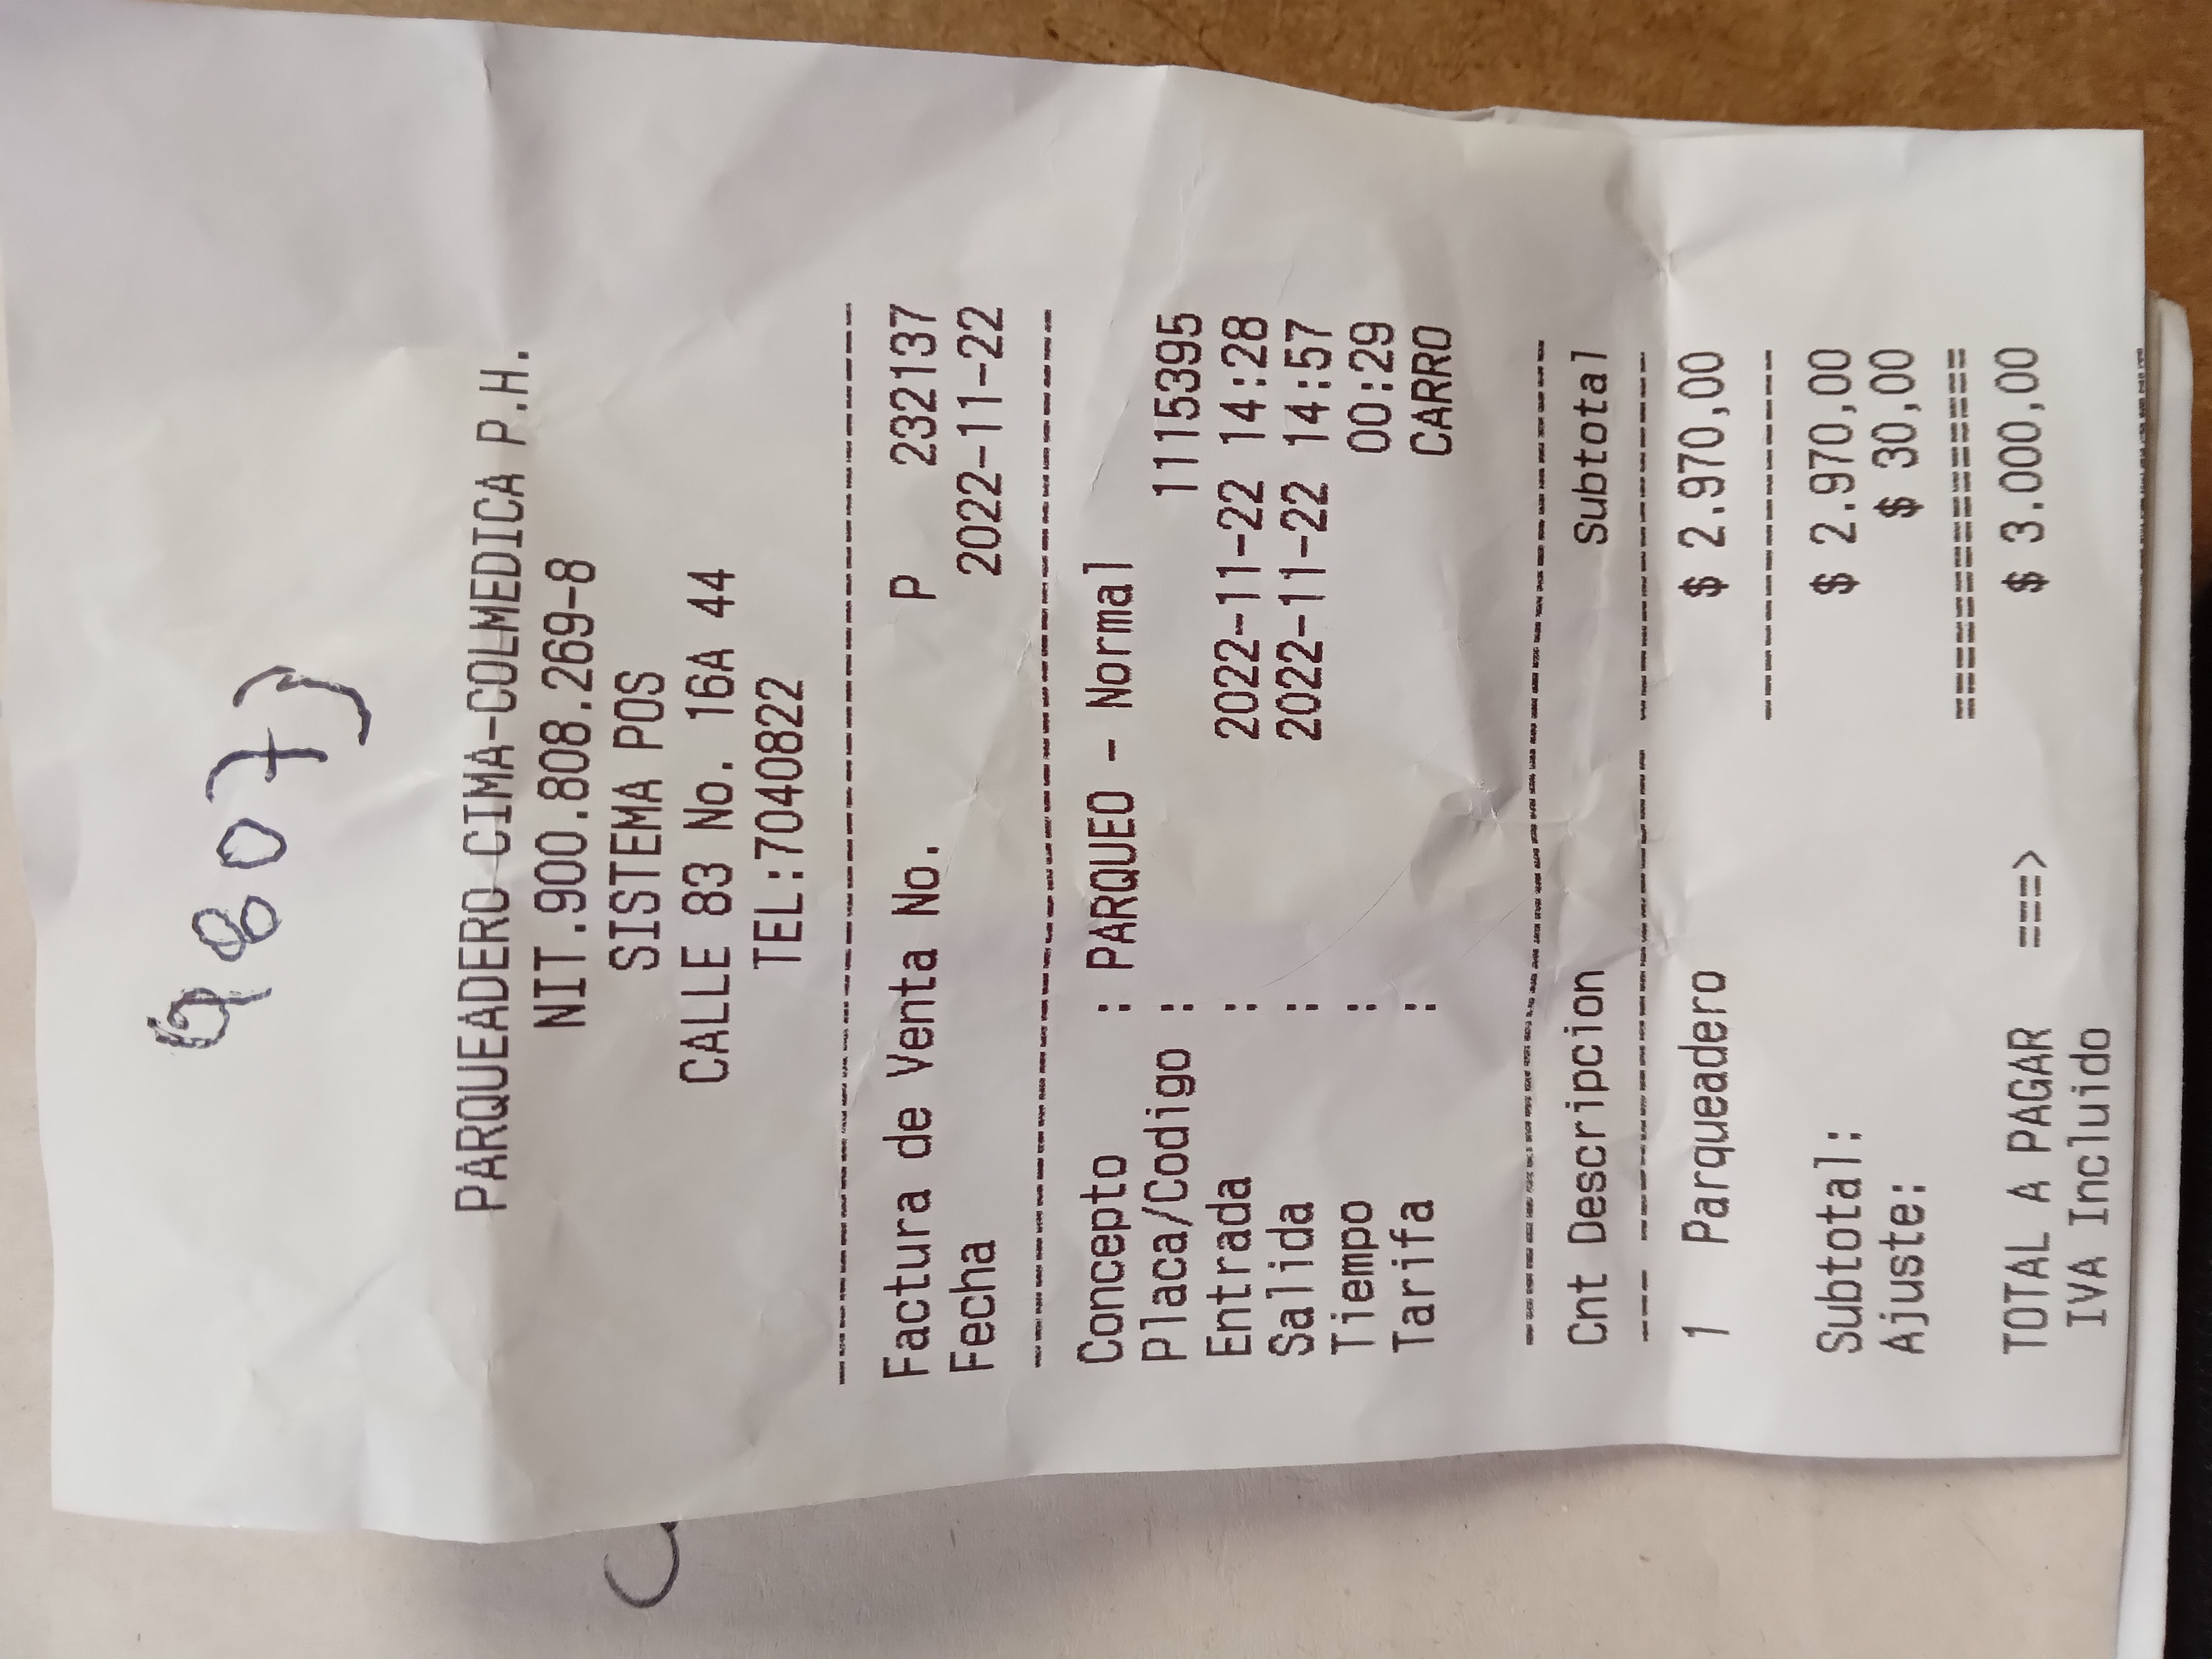 98073
PARQUEADERO CIMA-COLMEDICA P.H.
NIT.900.808.269-8
SISTEMA POS
CALLE 83 No. 16A 44
TEL:7040822
Factura de Venta No. P 232137
Fecha 2022-11-22
Concepto : PARQUEO - Normal
Placa/Codigo : 1115395
Entrada : 2022-11-22 14:28
Salida : 2022-11-22 14:57
Tiempo : 00:29
Tarifa : CARRO
Cnt Descripcion Subtotal
1 Parqueadero $ 2.970,00
Subtotal: $ 2.970,00
Ajuste: $ 30,00
TOTAL A PAGAR ===> $ 3.000,00
IVA Incluido